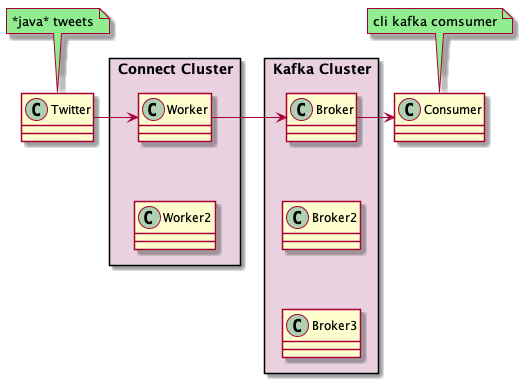 *java* tweets
cli kafka comsumer
Connect Cluster
Kafka Cluster
C Twitter
C Worker
C Broker
C Consumer
C Worker2
C Broker2
C Broker3